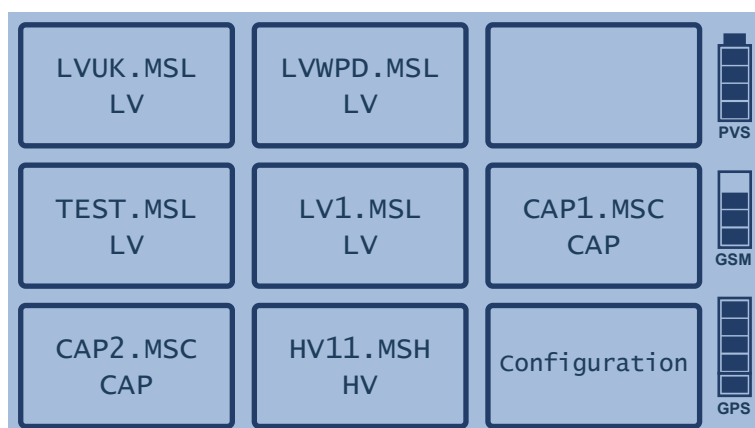 LVUK.MSL
LV
LVWPD.MSL
LV
PVS
TEST.MSL
LV
LV1.MSL
LV
CAP1.MSC
CAP
GSM
CAP2.MSC
CAP
HV11.MSH
HV
Configuration
GPS